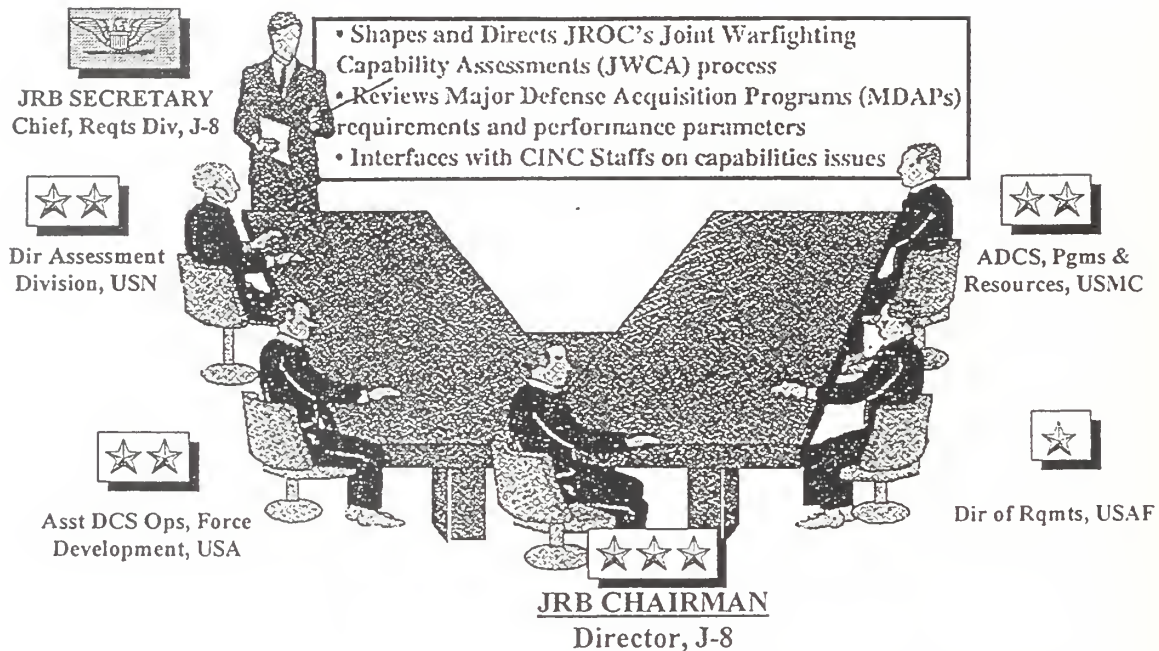 • Shapes and Directs JROC's Joint Warfighting
Capability Assessments (JWCA) process
• Reviews Major Defense Acquisition Programs (MDAPs)
requirements and performance parameters
• Interfaces with CINC Staffs on capabilities issues
JRB SECRETARY
Chief, Reqts Div, J-8
Dir Assessment
Division, USN
ADCS, Pgms &
Resources, USMC
Asst DCS Ops, Force
Development, USA
Dir of Rqmts, USAF
JRB CHAIRMAN
Director, J-8